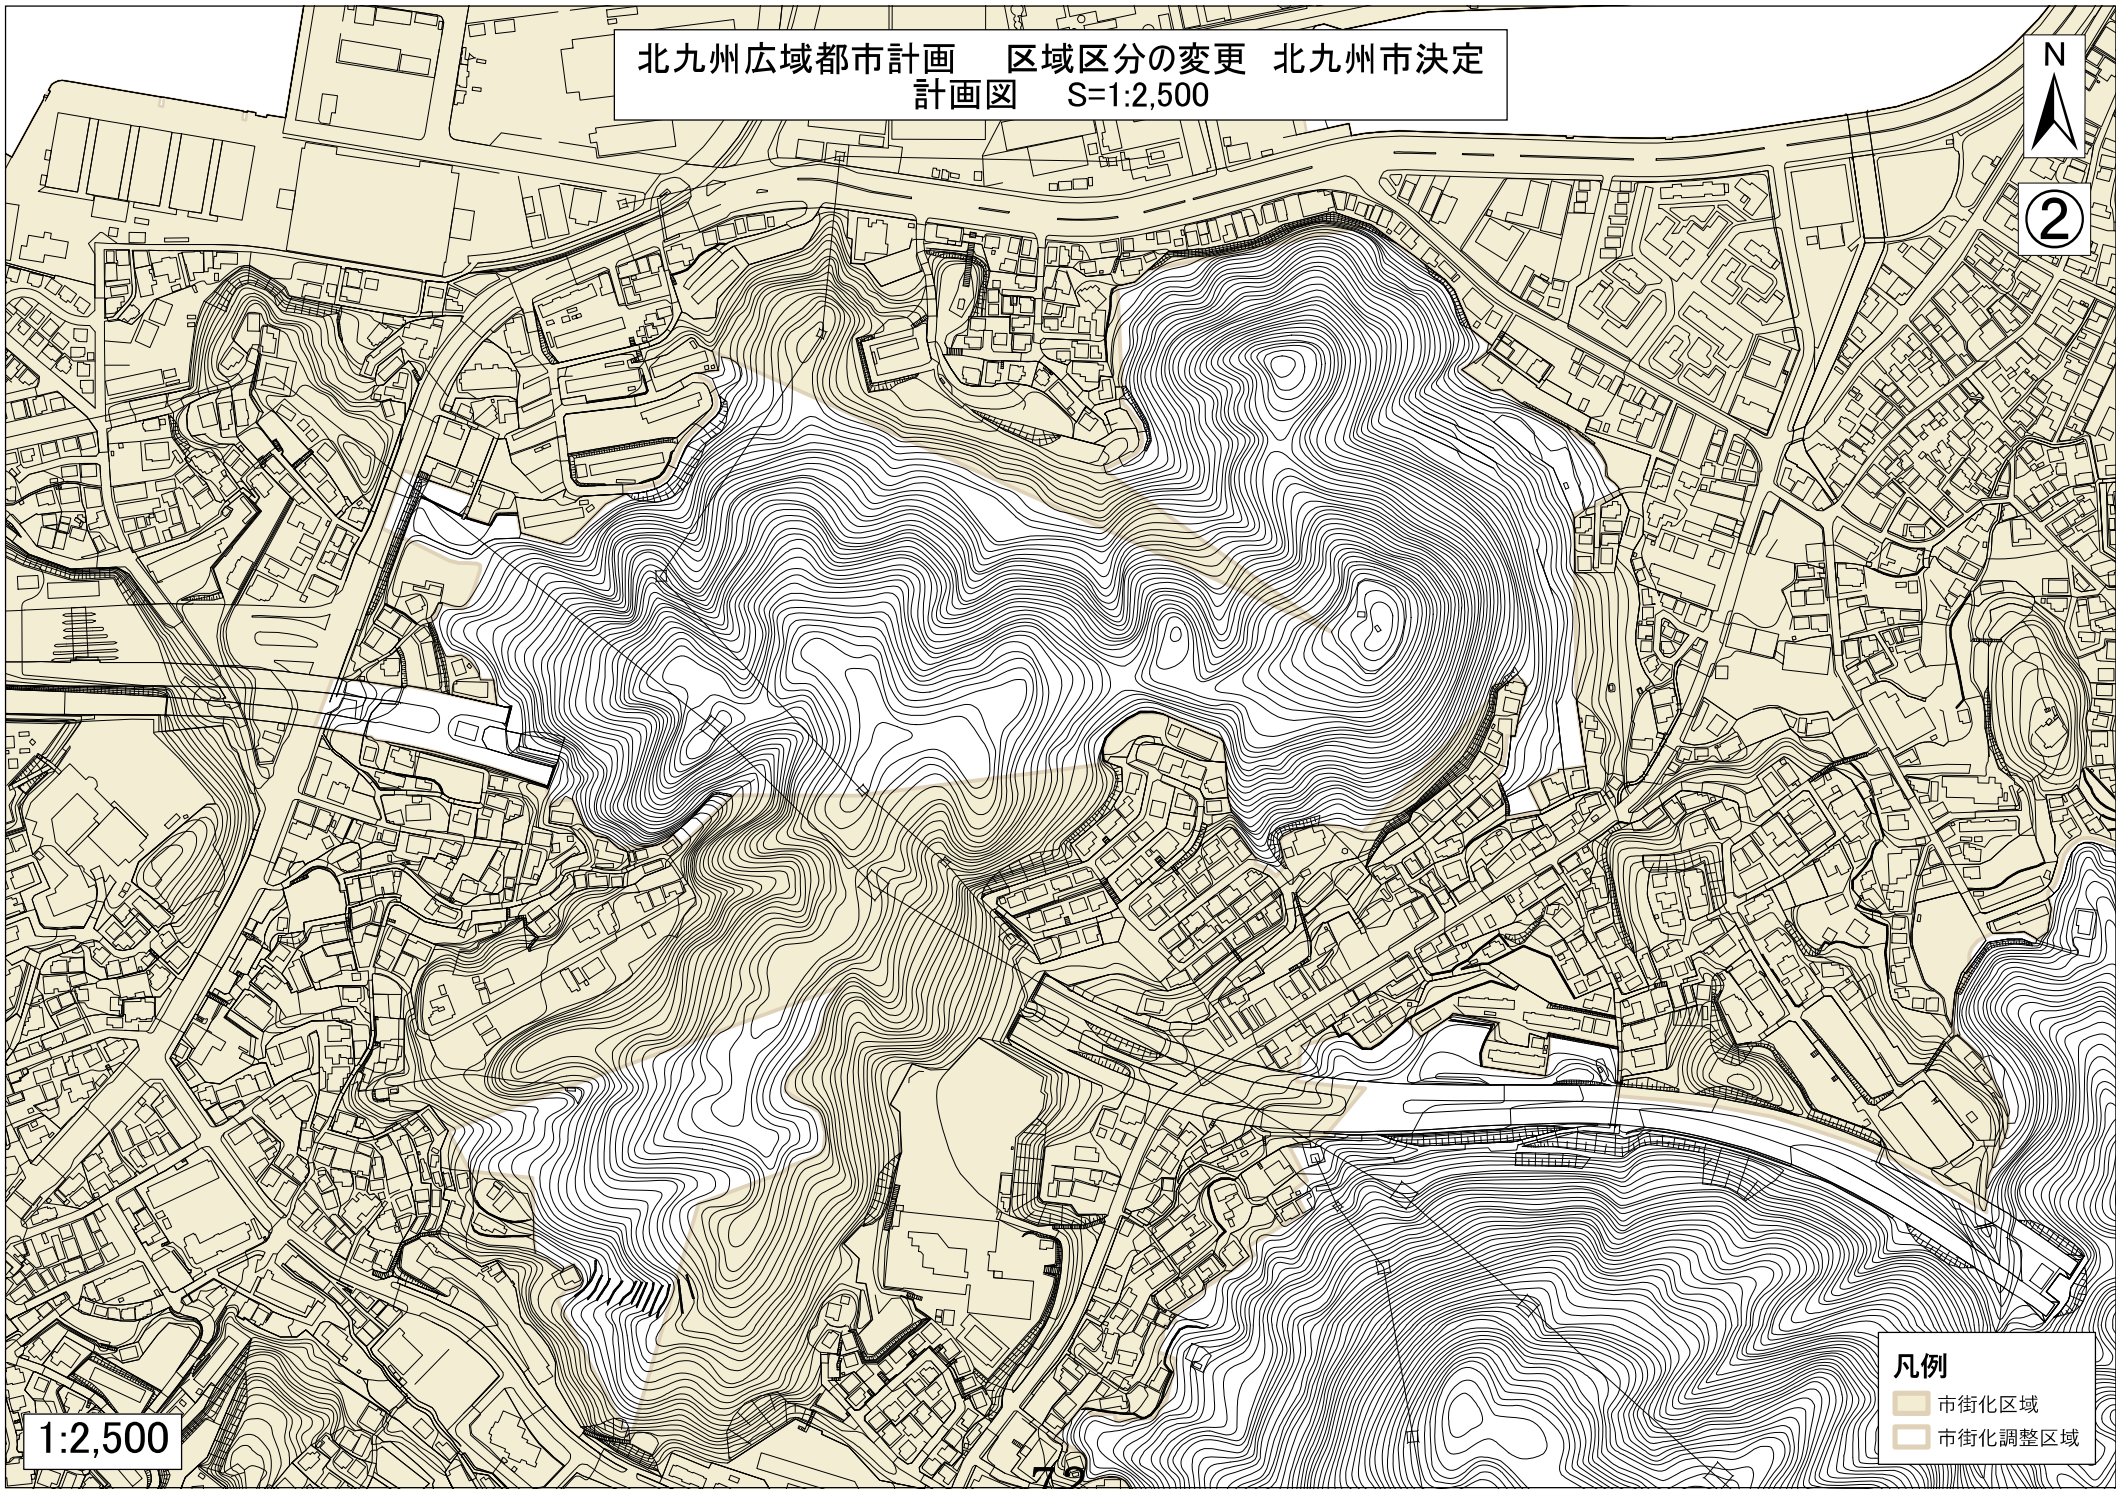 北九州広域都市計画　区域区分の変更　北九州市決定
計画図　S=1:2,500
N
②
凡例
市街化区域
市街化調整区域
1:2,500
73